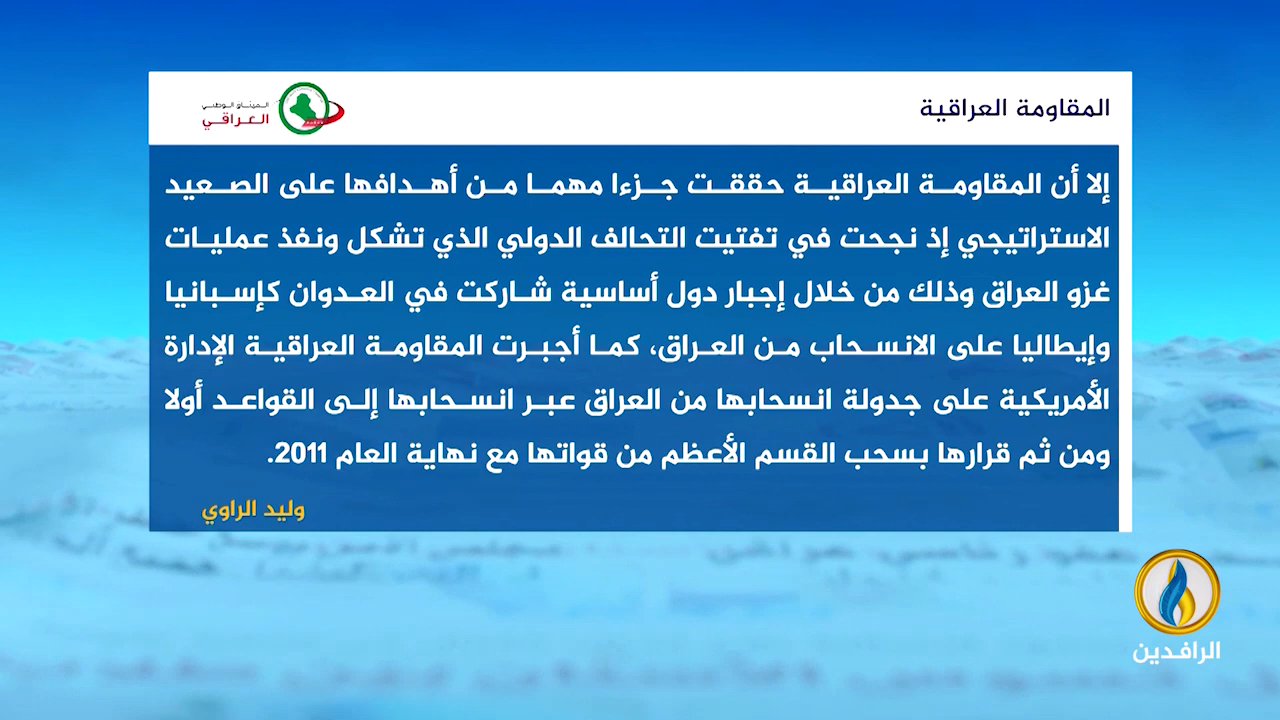 المقاومة العراقية
الميثاق الوطني
العراقي
إلا أن المقاومة العراقية حققت جزءا مهما من أهدافها على الصعيد
الاستراتيجي إذ نجحت في تفتيت التحالف الدولي الذي تشكل ونفذ عمليات
غزو العراق وذلك من خلال إجبار دول أساسية شاركت في العدوان كإسبانيا
وإيطاليا على الانسحاب من العراق، كما أجبرت المقاومة العراقية الإدارة
الأمريكية على جدولة انسحابها من العراق عبر انسحابها إلى القواعد أولا
ومن ثم قرارها بسحب القسم الأعظم من قواتها مع نهاية العام 2011.
وليد الراوي
الرافدين